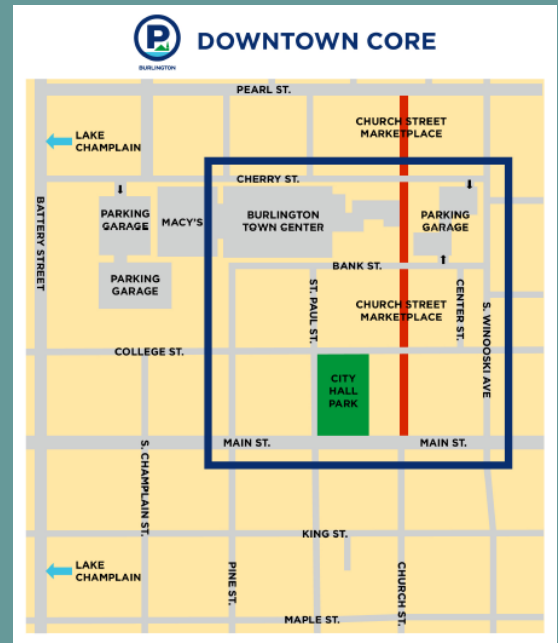 P
BURLINGTON
DOWNTOWN CORE
PEARL ST.
CHURCH STREET
MARKETPLACE
LAKE
CHAMPLAIN
CHERRY ST.
BATTERY STREET
PARKING
GARAGE
MACY'S
BURLINGTON
TOWN CENTER
PARKING
GARAGE
PARKING
GARAGE
BANK ST.
ST. PAUL ST.
CHURCH STREET
MARKETPLACE
CENTER ST.
S. WINOOSKI AVE
COLLEGE ST.
CITY
HALL
PARK
MAIN ST.
MAIN ST.
S. CHAMPLAIN ST.
KING ST.
LAKE
CHAMPLAIN
PINE ST.
CHURCH ST.
MAPLE ST.